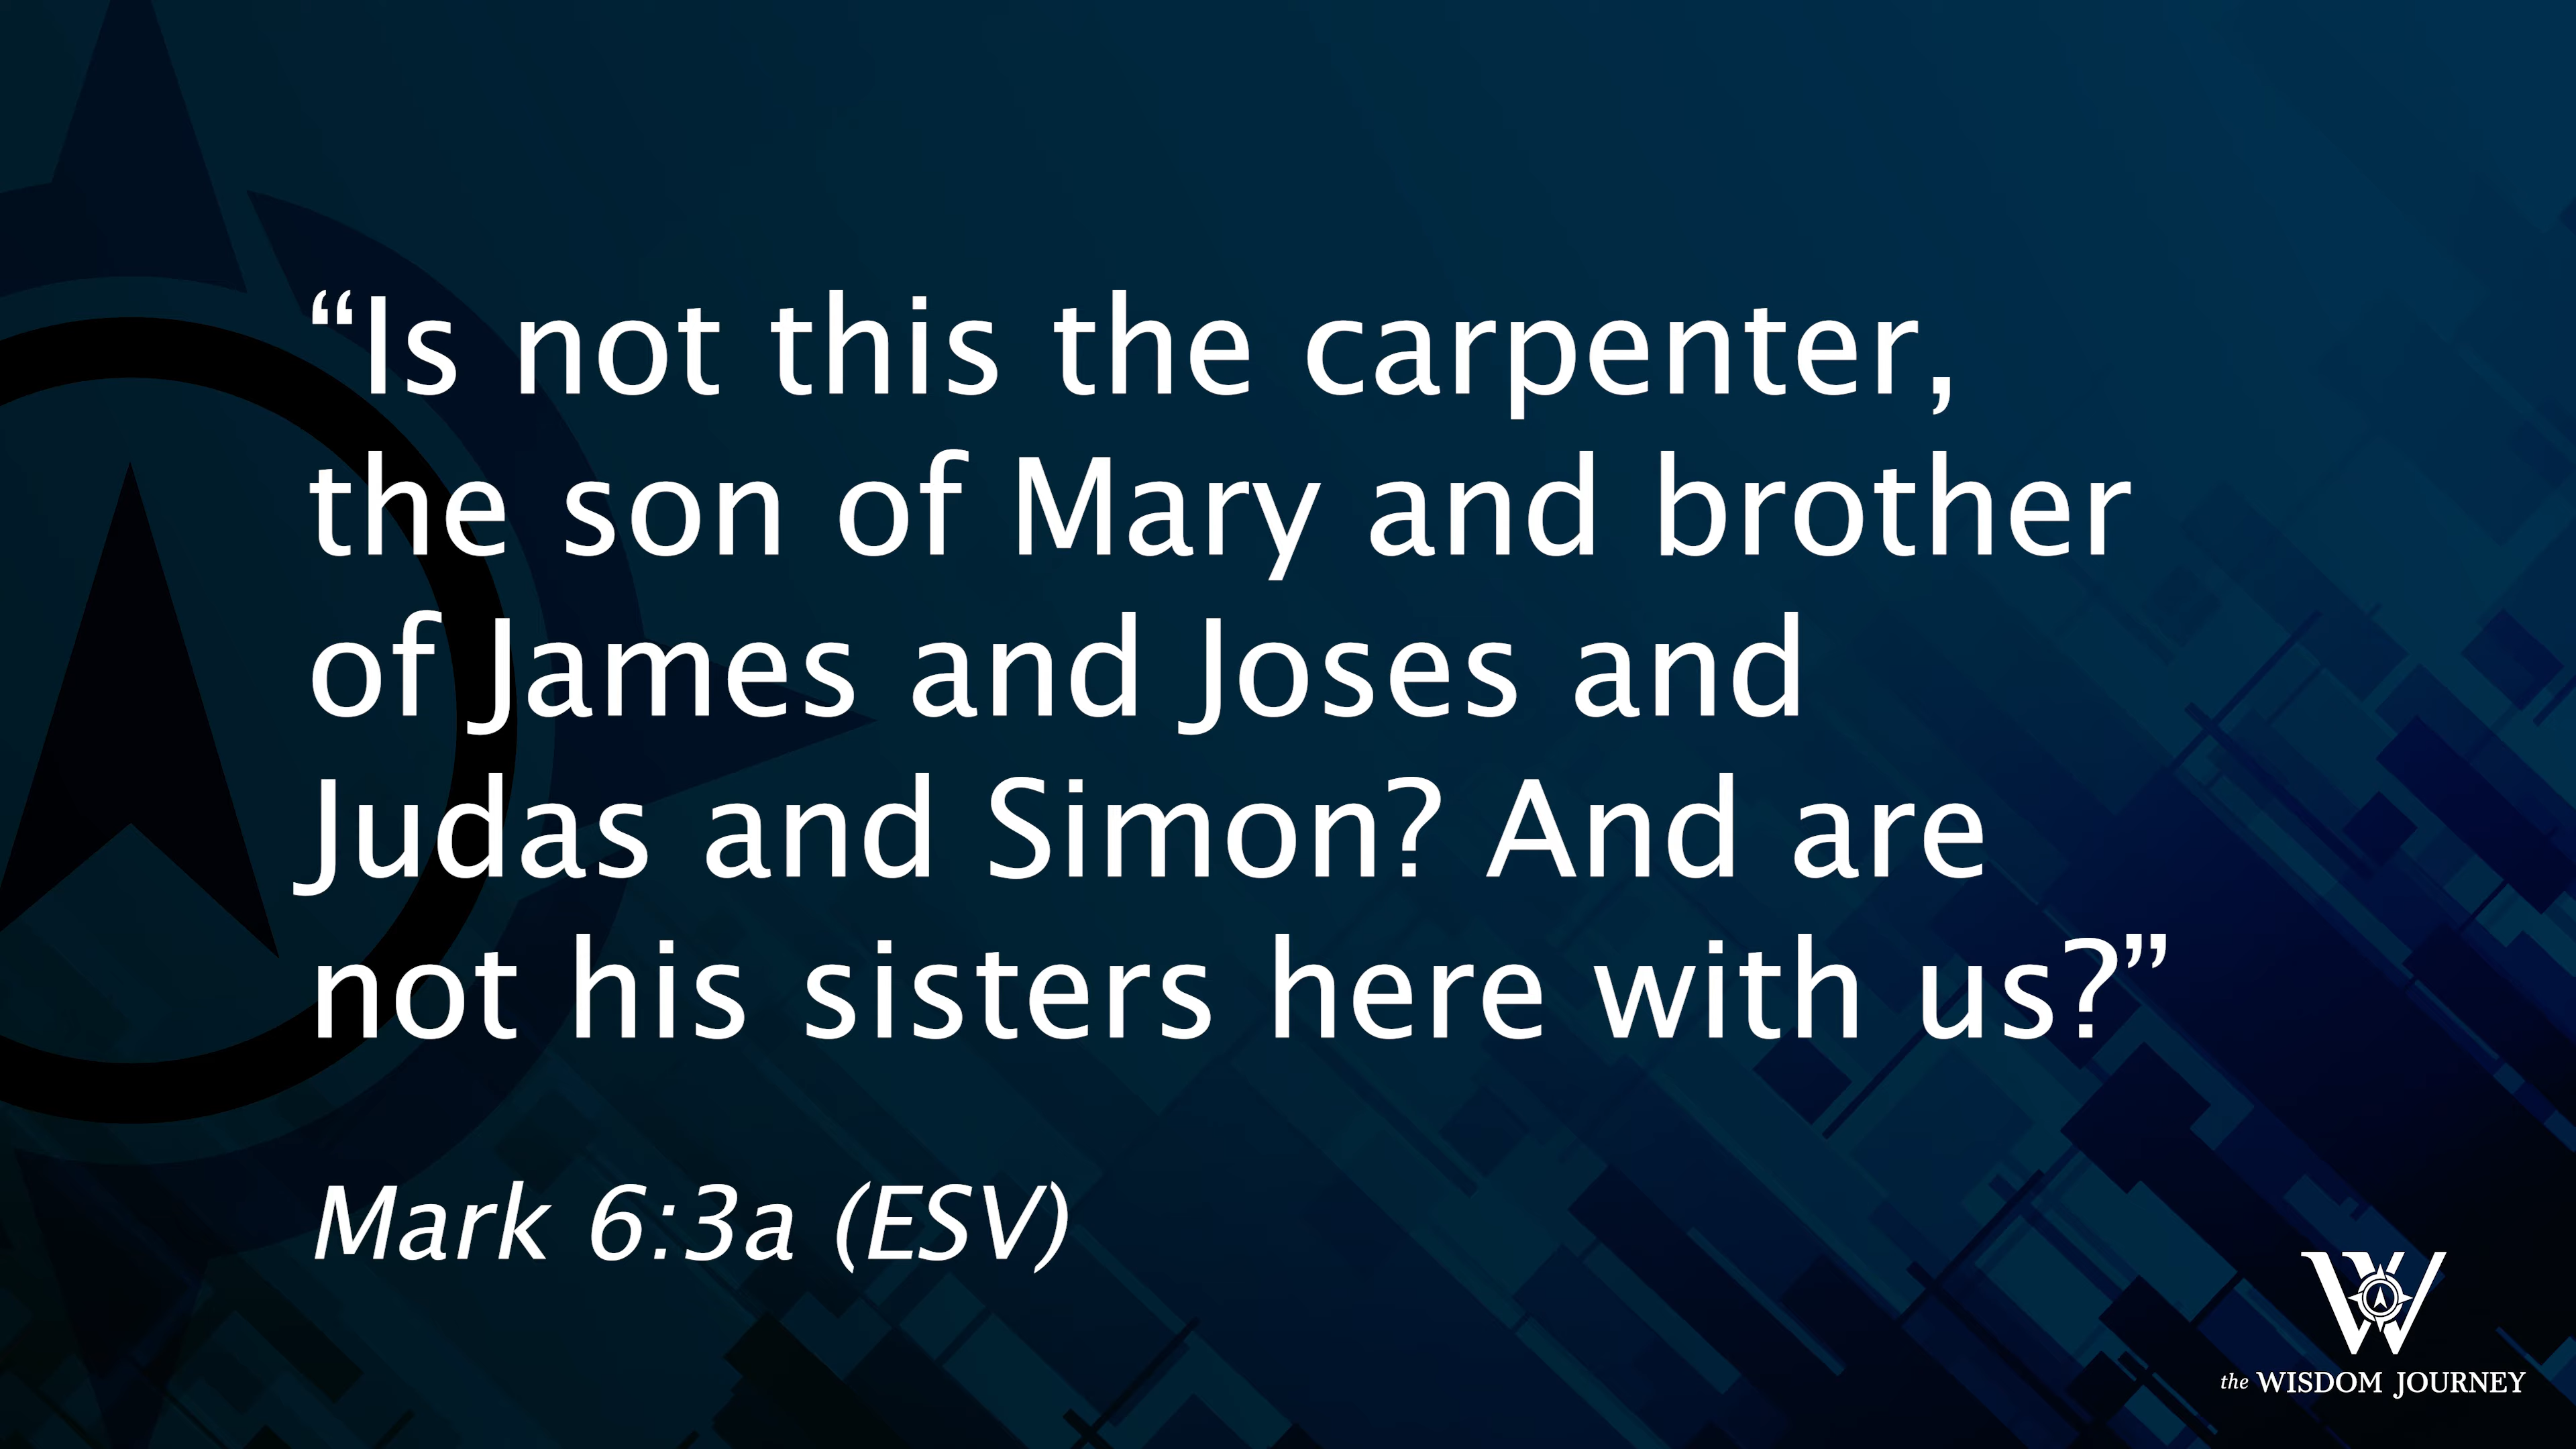 “Is not this the carpenter,
the son of Mary and brother
of James and Joses and
Judas and Simon? And are
not his sisters here with us?”
Mark 6:3a (ESV)
W
the WISDOM JOURNEY